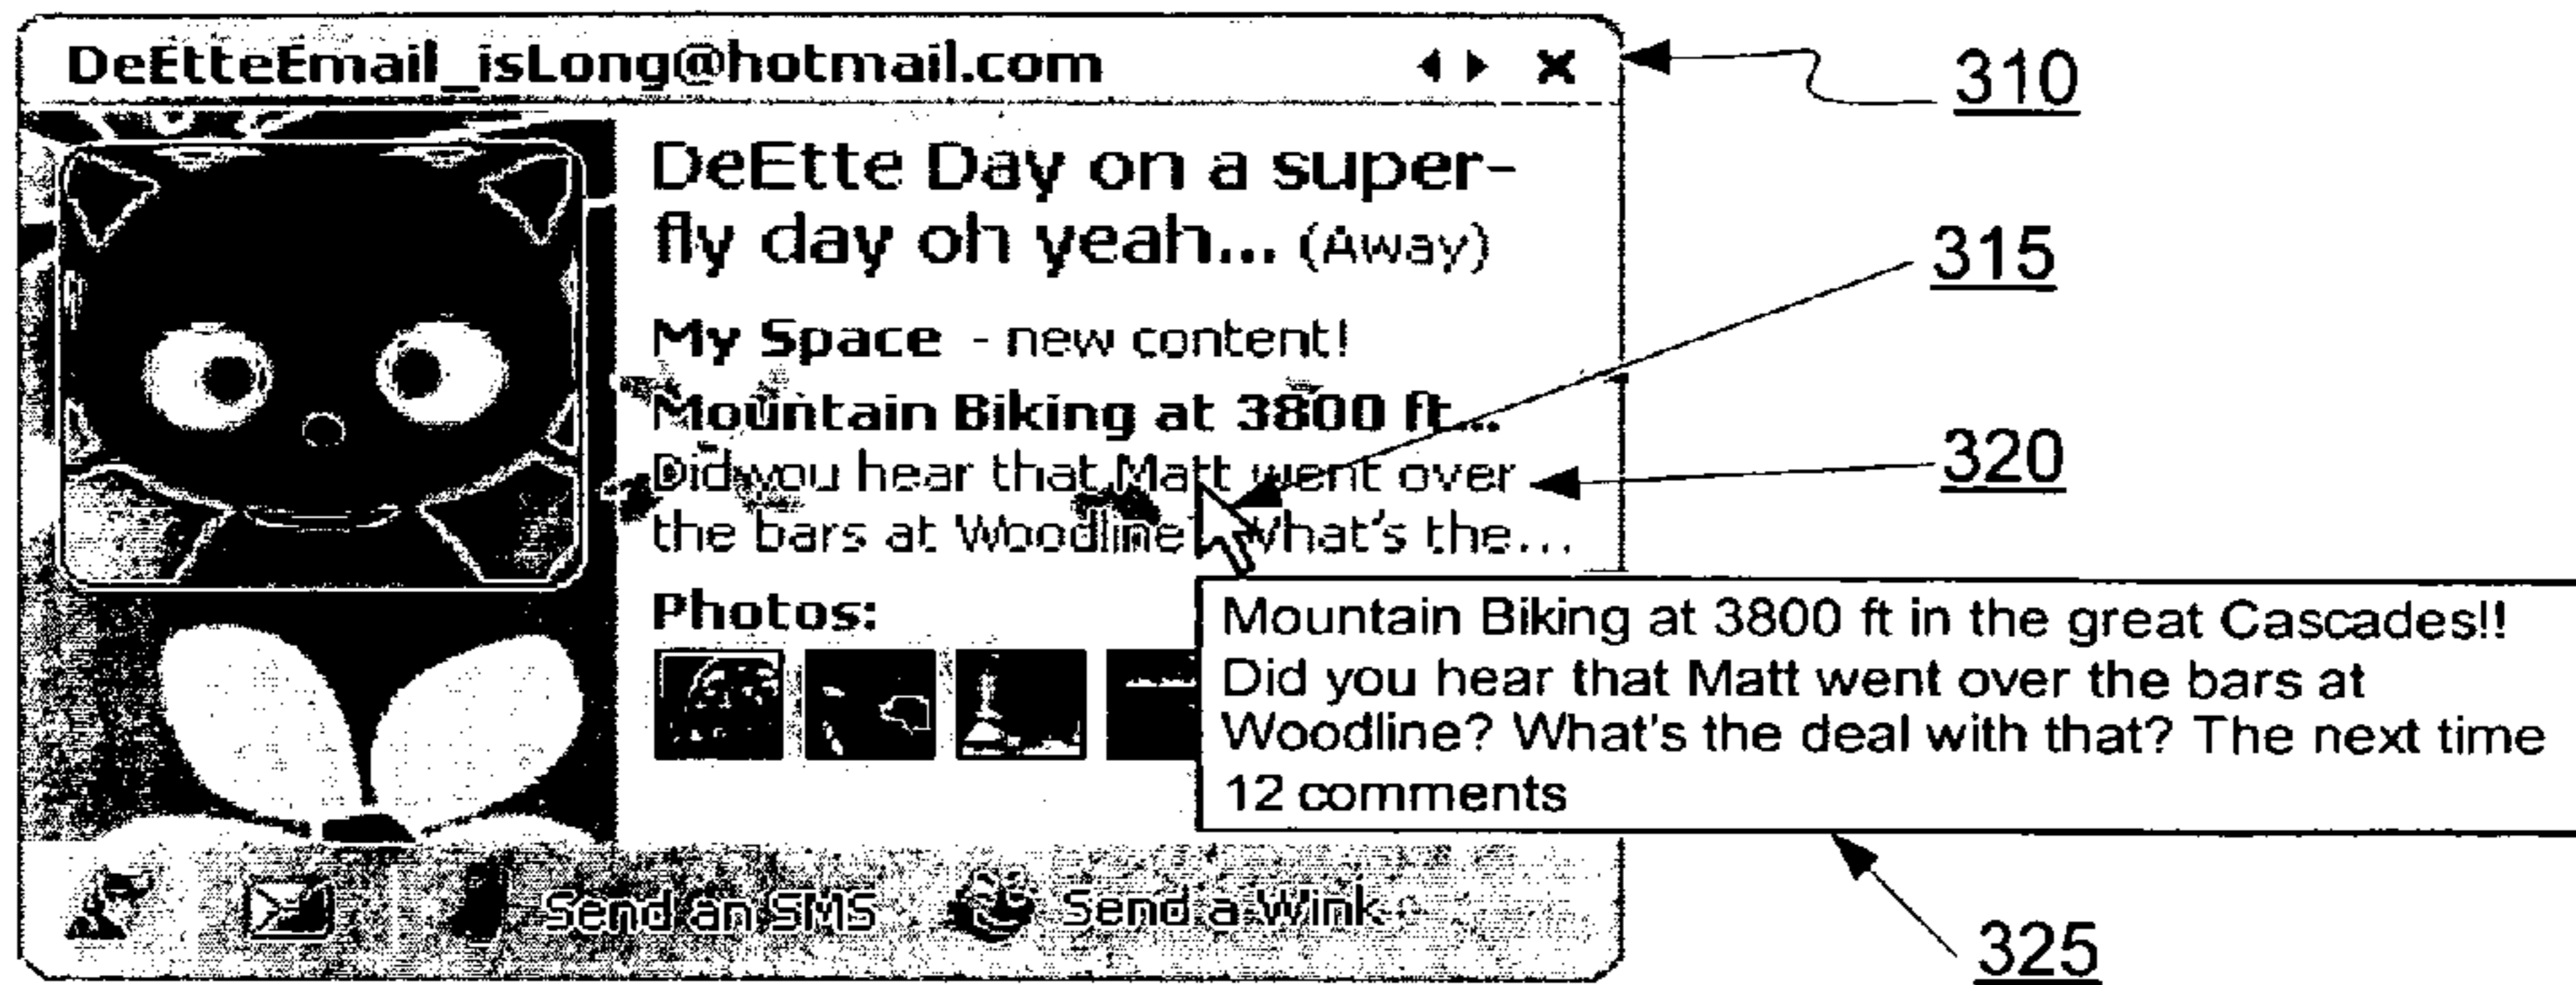 DeEtteEmail_isLong@hotmail.com
310
DeEtte Day on a super-
fly day oh yeah... (Away)
315
My Space - new content!
Mountain Biking at 3800 ft...
Did you hear that Matt went over
320
the bars at Woodline What's the...
Photos:
Mountain Biking at 3800 ft in the great Cascades!!
Did you hear that Matt went over the bars at
Woodline? What's the deal with that? The next time
12 comments
Send an SMS
Send a Wink
325